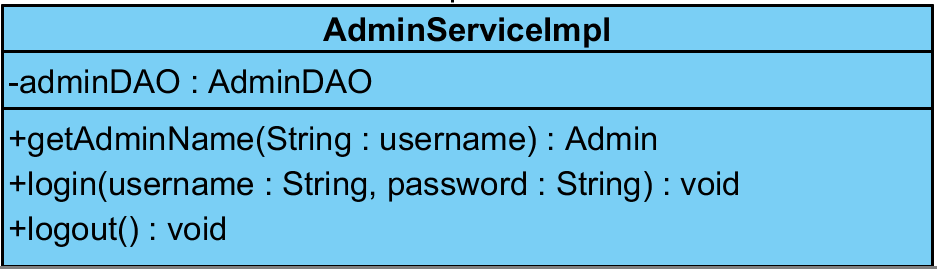 AdminServiceImpl
-adminDAO : AdminDAO
+getAdminName(String : username) : Admin
+login(username : String, password : String) : void
+logout() : void